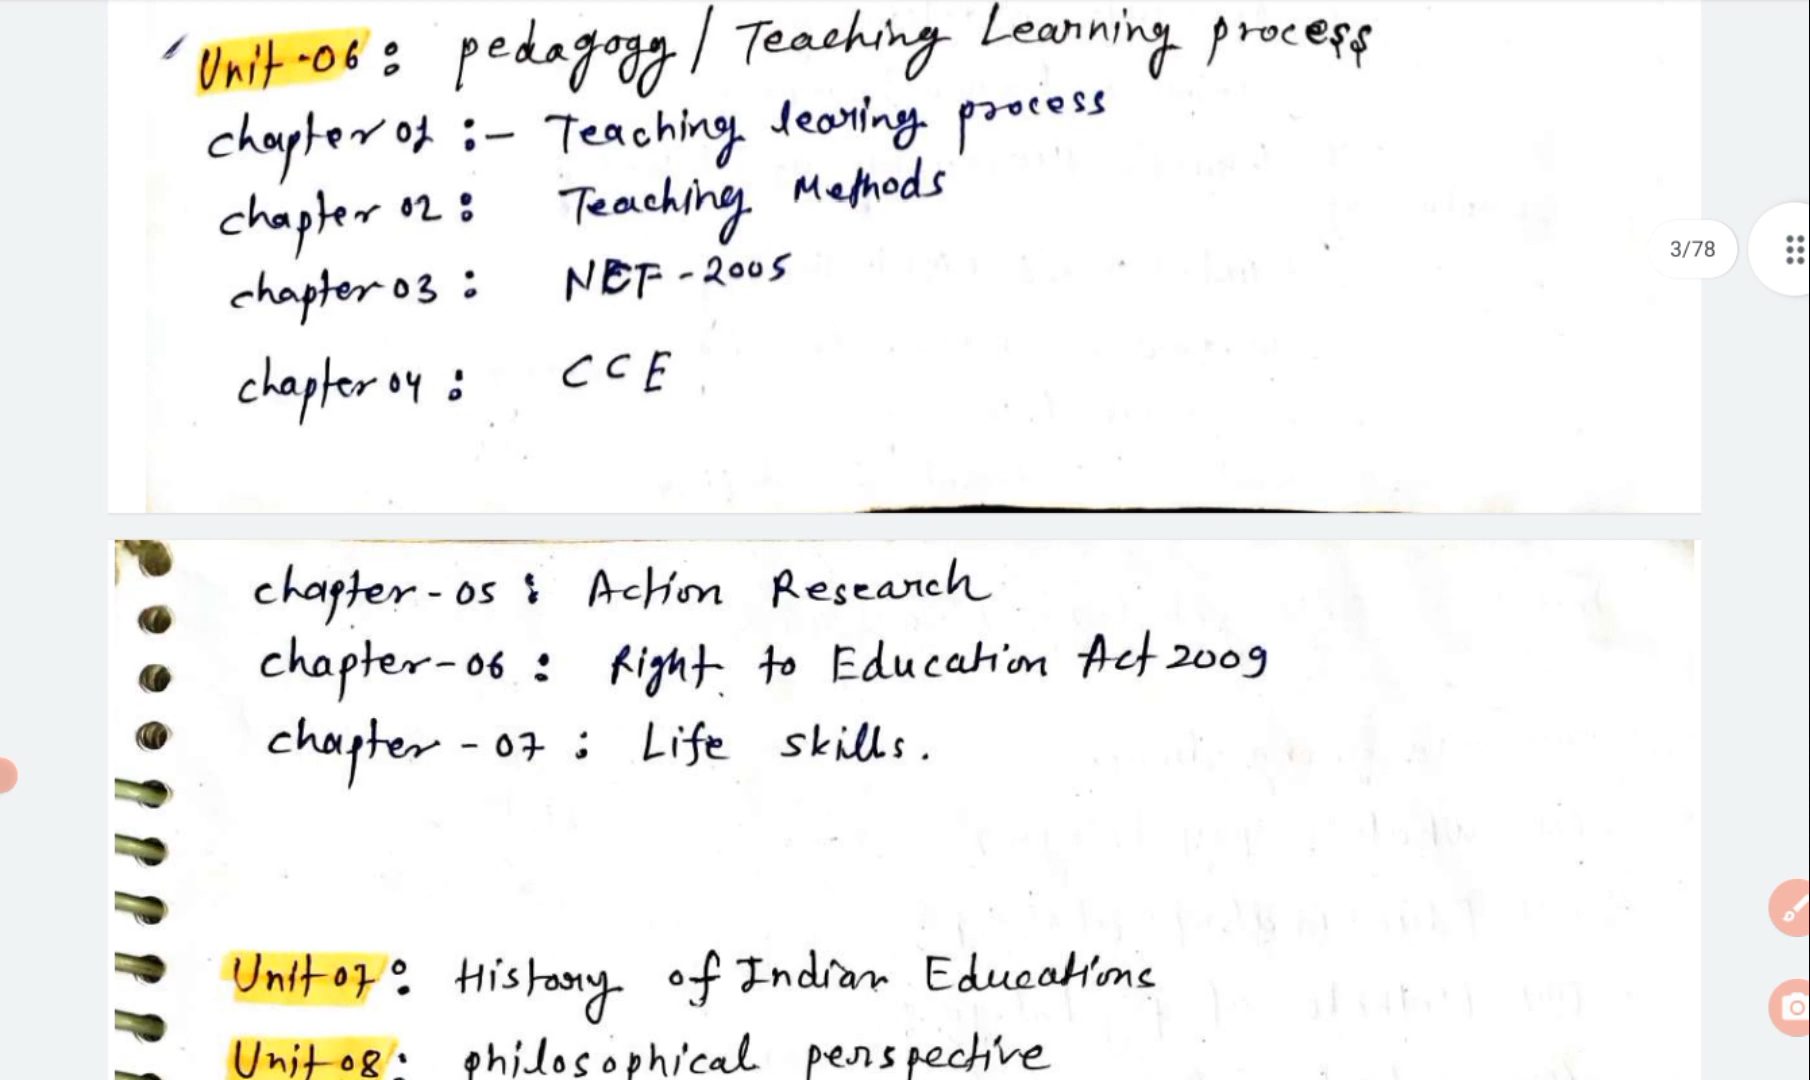 Unit-06: pedagogy / Teaching Learning process
chapter 01 :- Teaching learing process
chapter 02: Teaching Methods
chapter 03: NEF-2005
3/78
chapter 04: CCE
chapter-05: Action Research
chapter-06: Right to Education Act 2009
chapter-07: Life skills.
Unit 07: History of Indian Educations
Unit 08: philosophical perspective